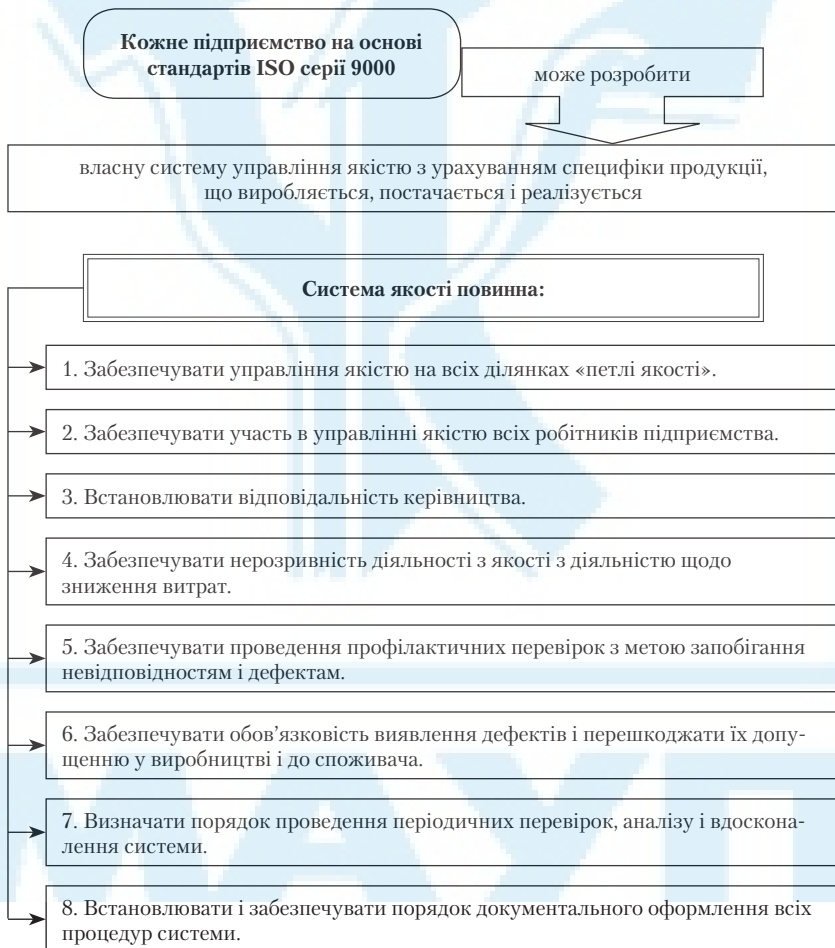 Кожне підприємство на основі
стандартів ISO серії 9000
може розробити
власну систему управління якістю з урахуванням специфіки продукції,
що виробляється, постачається і реалізується
Система якості повинна:
1. Забезпечувати управління якістю на всіх ділянках «петлі якості».
2. Забезпечувати участь в управлінні якістю всіх робітників підприємства.
3. Встановлювати відповідальність керівництва.
4. Забезпечувати нерозривність діяльності з якості з діяльністю щодо
зниження витрат.
5. Забезпечувати проведення профілактичних перевірок з метою запобігання
невідповідностям і дефектам.
6. Забезпечувати обов’язковість виявлення дефектів і перешкоджати їх допу-
щенню у виробництві і до споживача.
7. Визначати порядок проведення періодичних перевірок, аналізу і вдоскона-
лення системи.
8. Встановлювати і забезпечувати порядок документального оформлення всіх
процедур системи.
МАУП